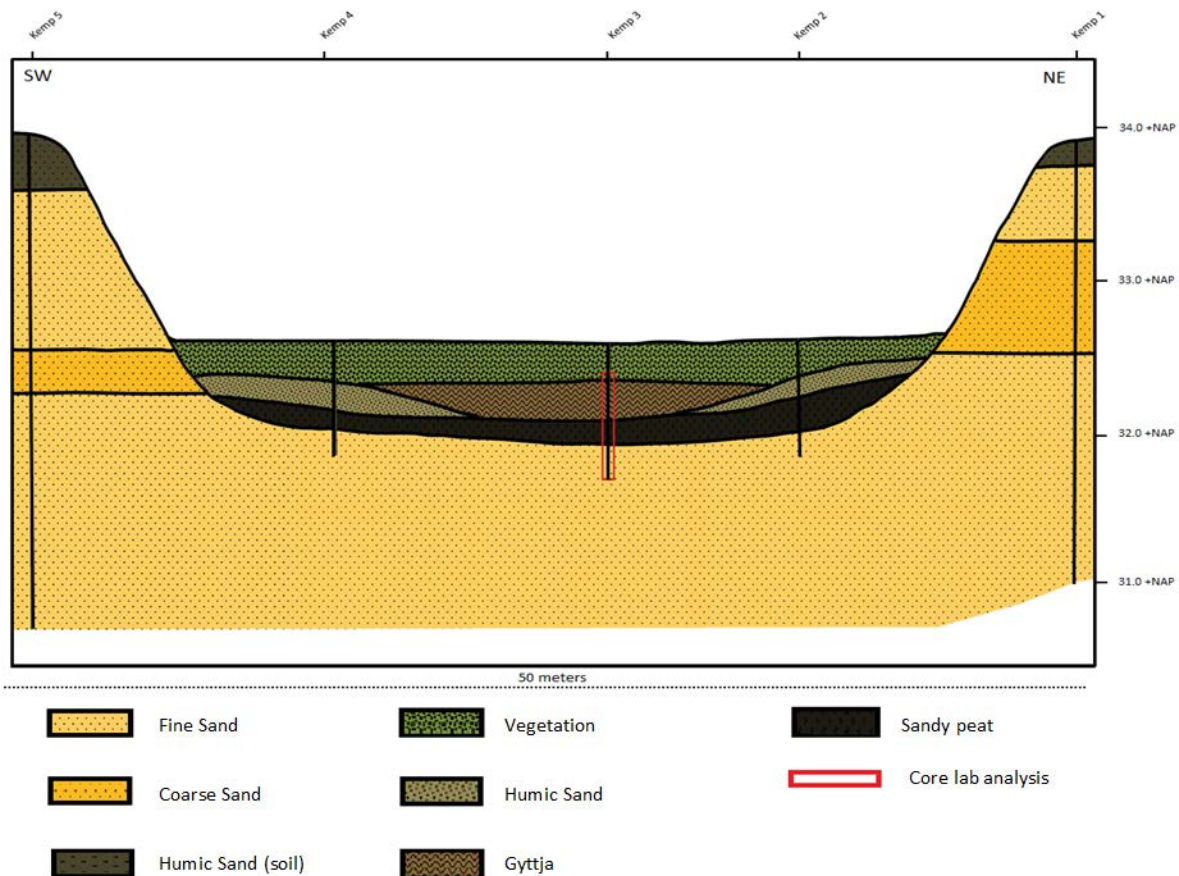 Kemp 5
Kemp 4
Kemp 3
Kemp 2
Kemp 1
SW
NE
34.0 +NAP
33.0 +NAP
32.0 +NAP
31.0 +NAP
50 meters
Fine Sand
Vegetation
Sandy peat
Coarse Sand
Humic Sand
Core lab analysis
Humic Sand (soil)
Gyttja